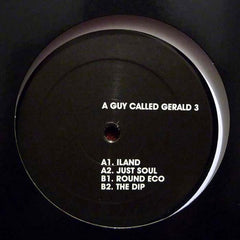 A GUY CALLED GERALD 3
A1. ILAND
A2. JUST SOUL
B1. ROUND ECO
B2. THE DIP